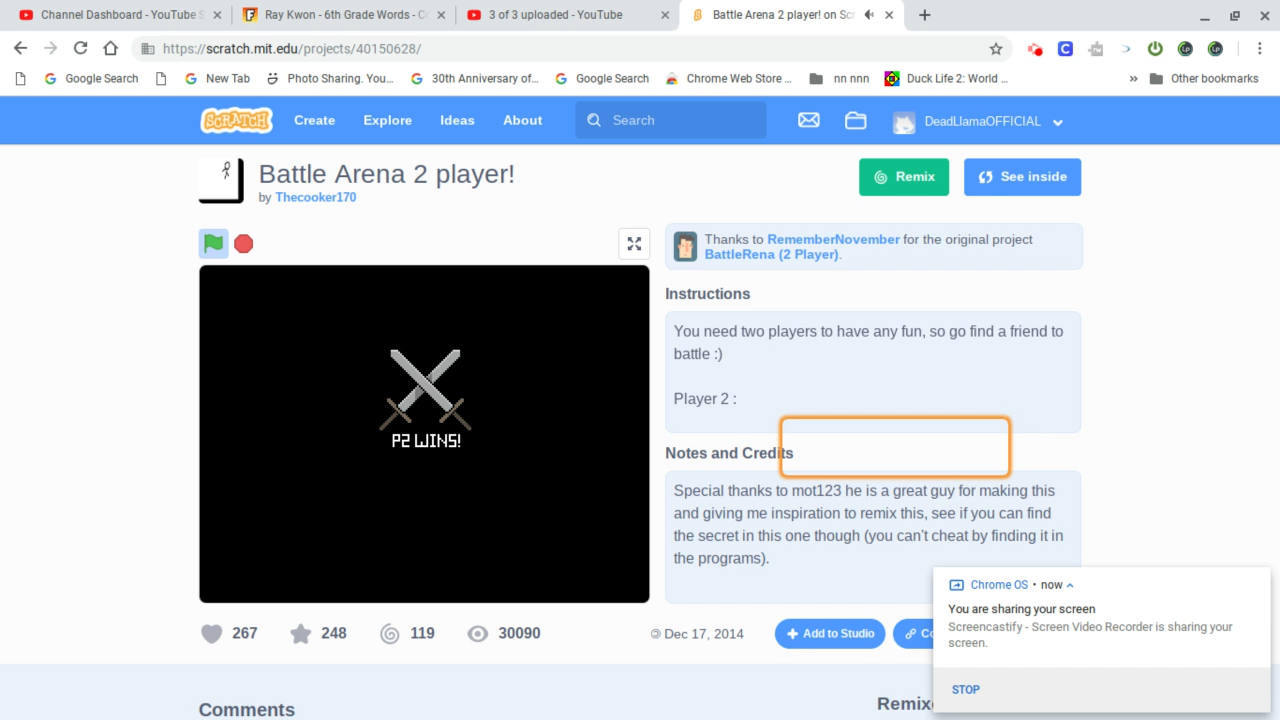 Channel Dashboard - YouTube S
Ray Kwon - 6th Grade Words - Co
3 of 3 uploaded - YouTube
Battle Arena 2 player! on Scr
https://scratch.mit.edu/projects/40150628/
Google Search
New Tab
Photo Sharing. You...
30th Anniversary of...
Google Search
Chrome Web Store ...
nn nnn
Duck Life 2: World ...
»
Other bookmarks
SCRATCH
Create
Explore
Ideas
About
Search
DeadLlamaOFFICIAL
Battle Arena 2 player!
by Thecooker170
Remix
See inside
P2 WINS!
Thanks to RememberNovember for the original project
BattleRena (2 Player).
Instructions
You need two players to have any fun, so go find a friend to
battle :)
Player 2 :
Notes and Credits
Special thanks to mot123 he is a great guy for making this
and giving me inspiration to remix this, see if you can find
the secret in this one though (you can't cheat by finding it in
the programs).
267
248
119
30090
© Dec 17, 2014
Add to Studio
Co
Chrome OS • now
You are sharing your screen
Screencastify - Screen Video Recorder is sharing your
screen.
STOP
Comments
Remixe